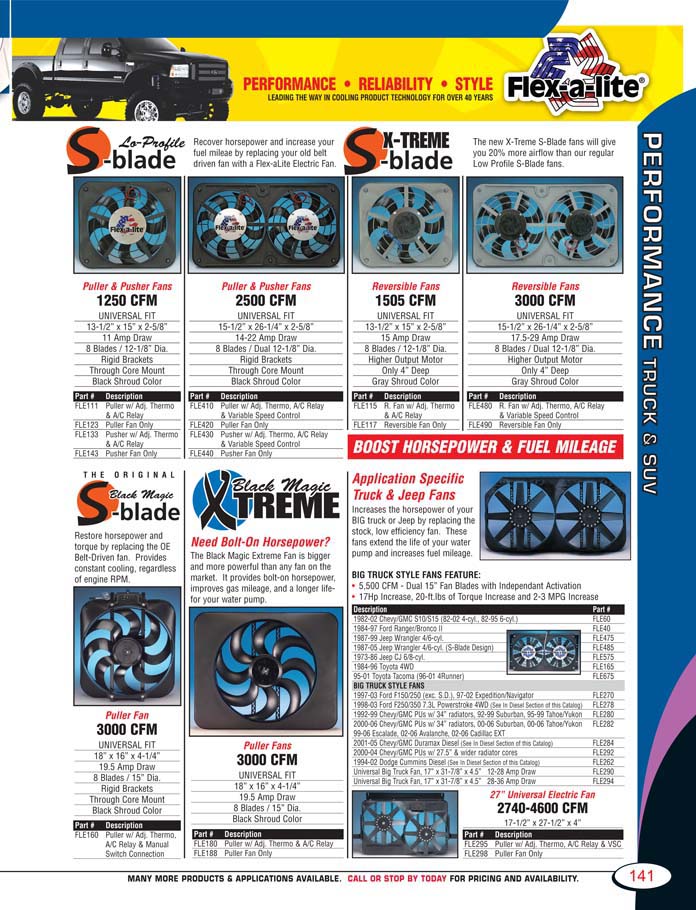 PERFORMANCE • RELIABILITY • STYLE
LEADING THE WAY IN COOLING PRODUCT TECHNOLOGY FOR OVER 40 YEARS
Flex-a-lite®
PERFORMANCE TRUCK & SUV
Lo-Profile
S-blade
Recover horsepower and increase your
fuel mileae by replacing your old belt
driven fan with a Flex-aLite Electric Fan.
X-TREME
S-blade
The new X-Treme S-Blade fans will give
you 20% more airflow than our regular
Low Profile S-Blade fans.
Flex-a-lite
Flex-a-lite
Flex-a-lite
Puller & Pusher Fans
1250 CFM
UNIVERSAL FIT
13-1/2” x 15” x 2-5/8”
11 Amp Draw
8 Blades / 12-1/8” Dia.
Rigid Brackets
Through Core Mount
Black Shroud Color
Part # Description
FLE111 Puller w/ Adj. Thermo
& A/C Relay
FLE123 Puller Fan Only
FLE133 Pusher w/ Adj. Thermo
& A/C Relay
FLE143 Pusher Fan Only
Puller & Pusher Fans
2500 CFM
UNIVERSAL FIT
15-1/2” x 26-1/4” x 2-5/8”
14-22 Amp Draw
8 Blades / Dual 12-1/8” Dia.
Rigid Brackets
Through Core Mount
Black Shroud Color
Part # Description
FLE410 Puller w/ Adj. Thermo, A/C Relay
& Variable Speed Control
FLE420 Puller Fan Only
FLE430 Pusher w/ Adj. Thermo, A/C Relay
& Variable Speed Control
FLE440 Pusher Fan Only
Reversible Fans
1505 CFM
UNIVERSAL FIT
13-1/2” x 15” x 2-5/8”
15 Amp Draw
8 Blades / 12-1/8” Dia.
Higher Output Motor
Only 4” Deep
Gray Shroud Color
Part # Description
FLE115 R. Fan w/ Adj. Thermo
& A/C Relay
FLE117 Reversible Fan Only
Reversible Fans
3000 CFM
UNIVERSAL FIT
15-1/2” x 26-1/4” x 2-5/8”
17.5-29 Amp Draw
8 Blades / Dual 12-1/8” Dia.
Higher Output Motor
Only 4” Deep
Gray Shroud Color
Part # Description
FLE480 R. Fan w/ Adj. Thermo, A/C Relay
& Variable Speed Control
FLE490 Reversible Fan Only
BOOST HORSEPOWER & FUEL MILEAGE
THE ORIGINAL
Black Magic
S-blade
Restore horsepower and
torque by replacing the OE
Belt-Driven fan. Provides
constant cooling, regardless
of engine RPM.
Puller Fan
3000 CFM
UNIVERSAL FIT
18” x 16” x 4-1/4”
19.5 Amp Draw
8 Blades / 15” Dia.
Rigid Brackets
Through Core Mount
Black Shroud Color
Part # Description
FLE160 Puller w/ Adj. Thermo,
A/C Relay & Manual
Switch Connection
Black Magic
XTREME
Need Bolt-On Horsepower?
The Black Magic Extreme Fan is bigger
and more powerful than any fan on the
market. It provides bolt-on horsepower,
improves gas mileage, and a longer life-
for your water pump.
Puller Fans
3000 CFM
UNIVERSAL FIT
18” x 16” x 4-1/4”
19.5 Amp Draw
8 Blades / 15” Dia.
Black Shroud Color
Part # Description
FLE180 Puller w/ Adj. Thermo & A/C Relay
FLE188 Puller Fan Only
Application Specific
Truck & Jeep Fans
Increases the horsepower of your
BIG truck or Jeep by replacing the
stock, low efficiency fan. These
fans extend the life of your water
pump and increases fuel mileage.
BIG TRUCK STYLE FANS FEATURE:
• 5,500 CFM - Dual 15” Fan Blades with Independant Activation
• 17Hp Increase, 20-ft.lbs of Torque Increase and 2-3 MPG Increase
Description Part #
1982-02 Chevy/GMC S10/S15 (82-02 4-cyl., 82-95 6-cyl.) FLE60
1984-97 Ford Ranger/Bronco II FLE40
1987-99 Jeep Wrangler 4/6-cyl. FLE475
1987-05 Jeep Wrangler 4/6-cyl. (S-Blade Design) FLE485
1973-86 Jeep CJ 6/8-cyl. FLE575
1984-96 Toyota 4WD FLE165
95-01 Toyota Tacoma (96-01 4Runner) FLE675
BIG TRUCK STYLE FANS
1997-03 Ford F150/250 (exc. S.D.), 97-02 Expedition/Navigator FLE270
1998-03 Ford F250/350 7.3L Powerstroke 4WD (See In Diesel Section of this Catalog) FLE278
1992-99 Chevy/GMC PUs w/ 34” radiators, 92-99 Suburban, 95-99 Tahoe/Yukon FLE280
2000-06 Chevy/GMC PUs w/ 34” radiators, 00-06 Suburban, 00-06 Tahoe/Yukon FLE282
99-06 Escalade, 02-06 Avalanche, 02-06 Cadillac EXT
2001-05 Chevy/GMC Duramax Diesel (See In Diesel Section of this Catalog) FLE284
2000-04 Chevy/GMC PUs w/ 27.5” & wider radiator cores FLE292
1994-02 Dodge Cummins Diesel (See In Diesel Section of this Catalog) FLE262
Universal Big Truck Fan, 17” x 31-7/8” x 4.5” 12-28 Amp Draw FLE290
Universal Big Truck Fan, 17” x 31-7/8” x 4.5” 28-36 Amp Draw FLE294
27” Universal Electric Fan
2740-4600 CFM
17-1/2” x 27-1/2” x 4”
Part # Description
FLE295 Puller w/ Adj. Thermo, A/C Relay & VSC
FLE298 Puller Fan Only
MANY MORE PRODUCTS & APPLICATIONS AVAILABLE. CALL OR STOP BY TODAY FOR PRICING AND AVAILABILITY.
141